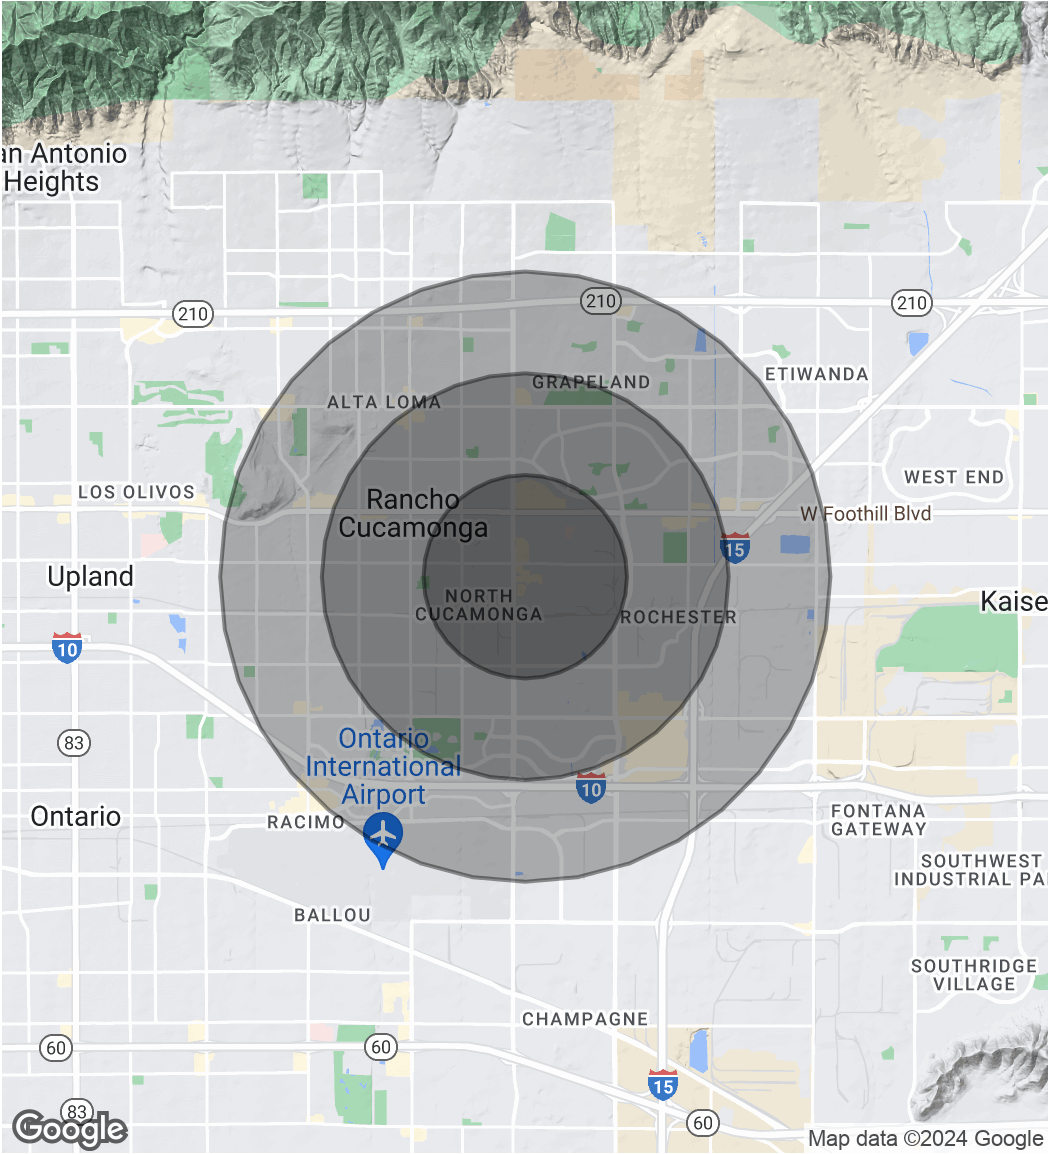 an Antonio
Heights
210
210
210
GRAPELAND
ETIWANDA
ALTA LOMA
WEST END
LOS OLIVOS
Rancho
Cucamonga
W Foothill Blvd
15
Upland
NORTH
CUCAMONGA
ROCHESTER
Kaise
10
83
Ontario
International
Airport
10
Ontario
RACIMO
FONTANA
GATEWAY
SOUTHWEST
INDUSTRIAL PA
BALLOU
SOUTHRIDGE
VILLAGE
CHAMPAGNE
60
60
15
83
60
Google
Map data ©2024 Google